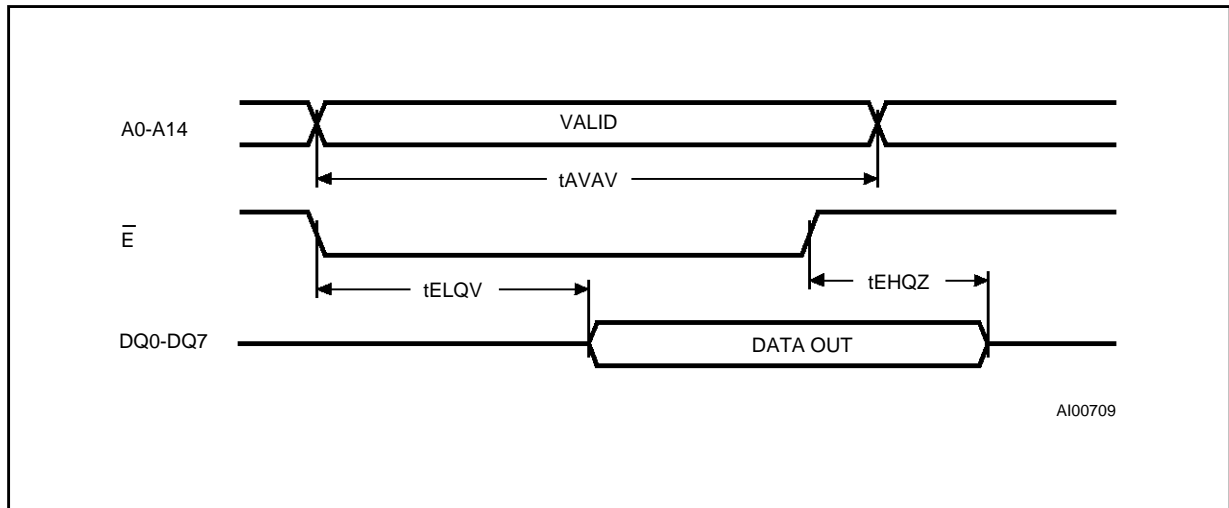 A0-A14
VALID
tAVAV
E
tELQV
tEHQZ
DQ0-DQ7
DATA OUT
AI00709